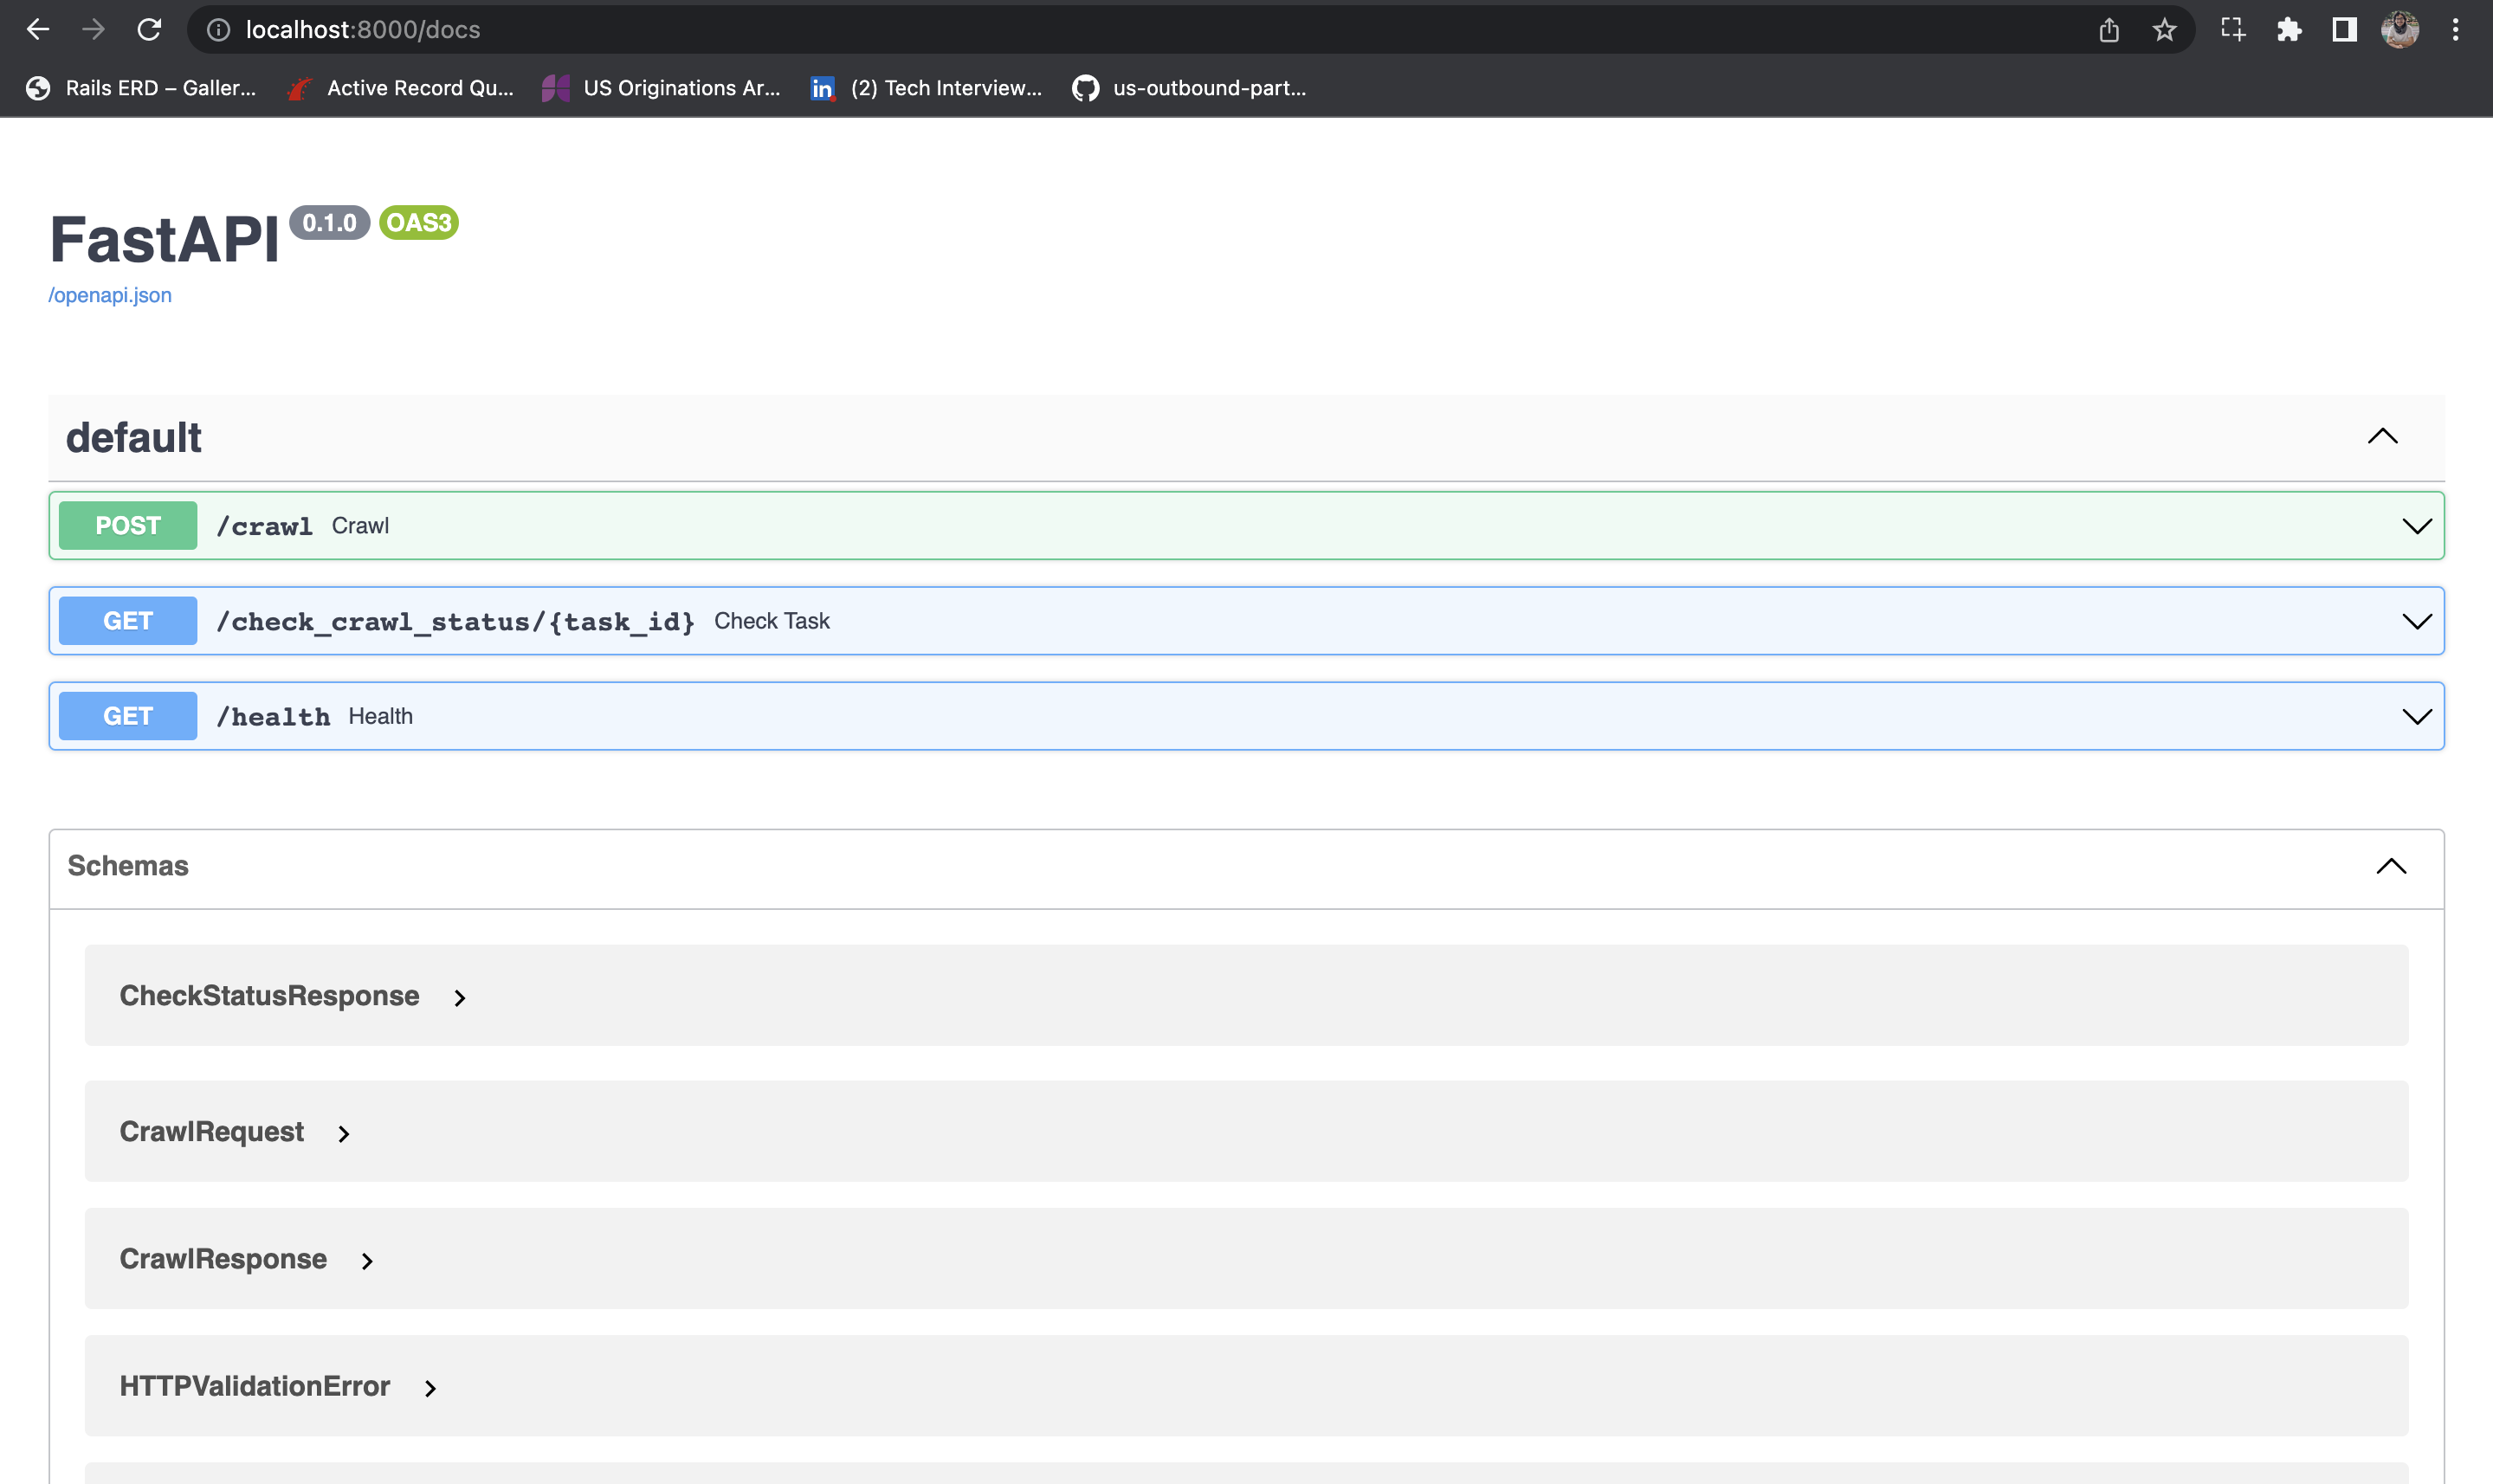 localhost:8000/docs
Rails ERD – Galler... Active Record Qu... US Originations Ar... in (2) Tech Interview... us-outbound-part...
FastAPI 0.1.0 OAS3
/openapi.json
default
POST /crawl Crawl
GET /check_crawl_status/{task_id} Check Task
GET /health Health
Schemas
CheckStatusResponse
CrawlRequest
CrawlResponse
HTTPValidationError